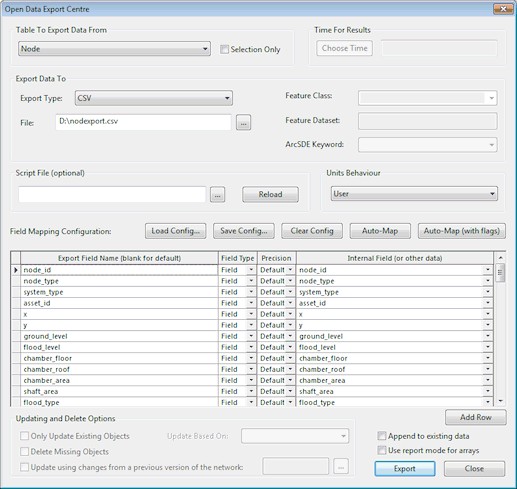 Open Data Export Centre
Table To Export Data From
Time For Results
Node
Selection Only
Choose Time
Export Data To
Export Type:
CSV
Feature Class:
File:
D:\nodexport.csv
...
Feature Dataset:
ArcSDE Keyword:
Script File (optional)
Units Behaviour
...
Reload
User
Field Mapping Configuration:
Load Config...
Save Config...
Clear Config
Auto-Map
Auto-Map (with flags)
Export Field Name (blank for default) Field Type Precision Internal Field (or other data)
node_id Field Default node_id
node_type Field Default node_type
system_type Field Default system_type
asset_id Field Default asset_id
x Field Default x
y Field Default y
ground_level Field Default ground_level
flood_level Field Default flood_level
chamber_floor Field Default chamber_floor
chamber_roof Field Default chamber_roof
chamber_area Field Default chamber_area
shaft_area Field Default shaft_area
flood_type Field Default flood_type
Add Row
Updating and Delete Options
Only Update Existing Objects
Update Based On:
Append to existing data
Delete Missing Objects
Use report mode for arrays
Update using changes from a previous version of the network:
...
Export
Close